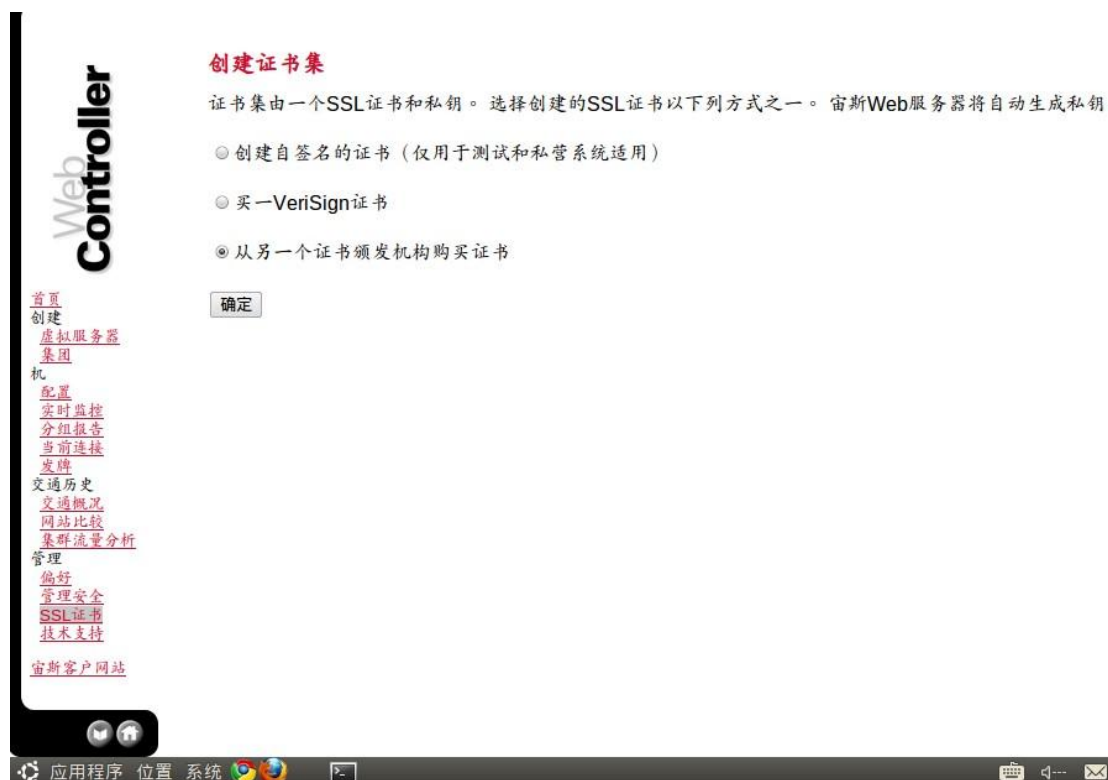 Web
Controller
创建证书集
证书集由一个SSL证书和私钥。 选择创建的SSL证书以下列方式之一。 宙斯Web服务器将自动生成私钥
创建自签名的证书（仅用于测试和私营系统适用）
买一VeriSign证书
从另一个证书颁发机构购买证书
确定
首页
创建
虚拟服务器
集团
机
配置
实时监控
分组报告
当前连接
发牌
交通历史
交通概况
网站比较
集群流量分析
管理
偏好
管理安全
SSL证书
技术支持
宙斯客户网站
应用程序 位置 系统